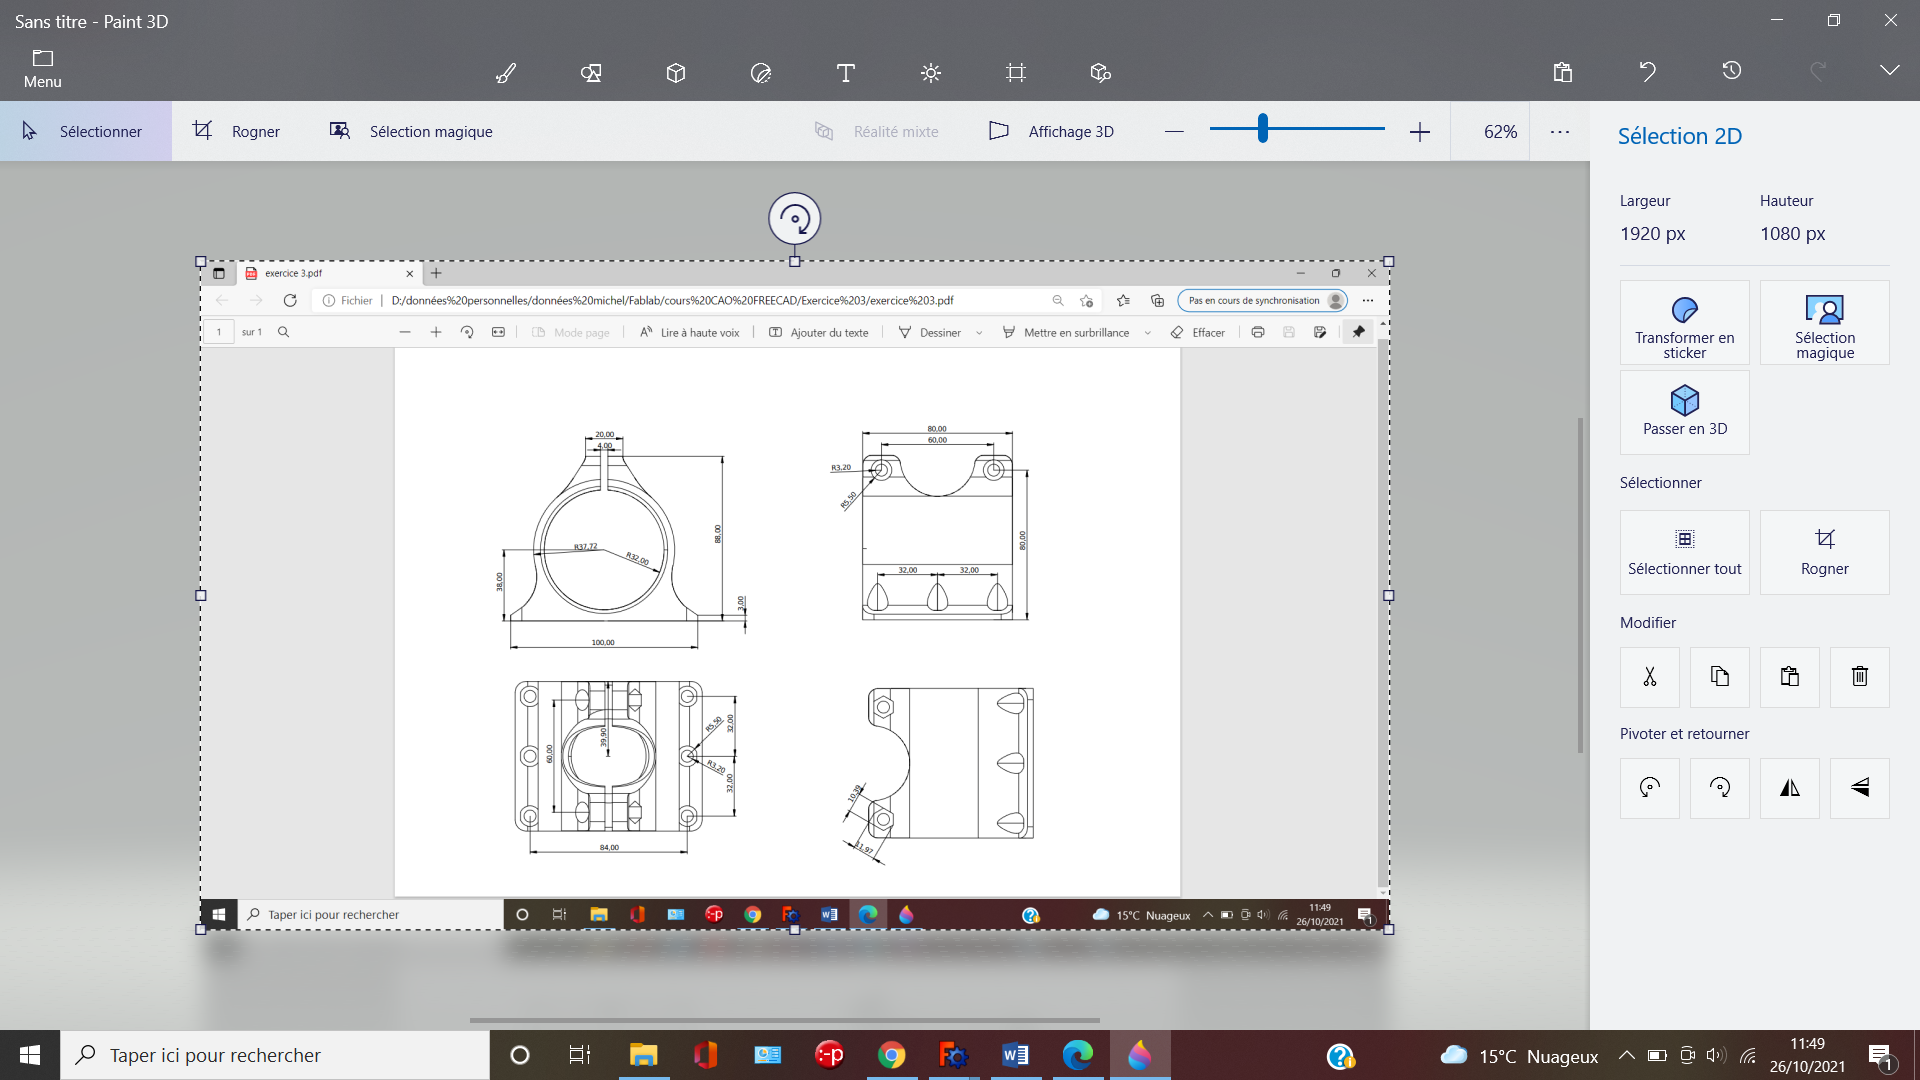 Sans titre - Paint 3D
Menu
Sélectionner
Rogner
Sélection magique
Réalité mixte
Affichage 3D
62%
Sélection 2D
Largeur
Hauteur
1920 px
1080 px
Transformer en sticker
Sélection magique
Passer en 3D
Sélectionner
Sélectionner tout
Rogner
Modifier
Pivoter et retourner
exercice 3.pdf
Fichier
D:/données%20personnelles/données%20michel/Fablab/cours%20CAO%20FREECAD/Exercice%203/exercice%203.pdf
Pas en cours de synchronisation
1 sur 1
Mode page
Lire à haute voix
Ajouter du texte
Dessiner
Mettre en surbrillance
Effacer
20,00
4,00
88,00
R37,72
R32,00
38,00
3,00
100,00
80,00
60,00
R3,20
R5,50
80,00
32,00
32,00
39,90
60,00
R5,50
R3,20
32,00
32,00
84,00
10,39
11,97
Taper ici pour rechercher
15°C Nuageux
11:49
26/10/2021
1
Taper ici pour rechercher
15°C Nuageux
11:49
26/10/2021
1